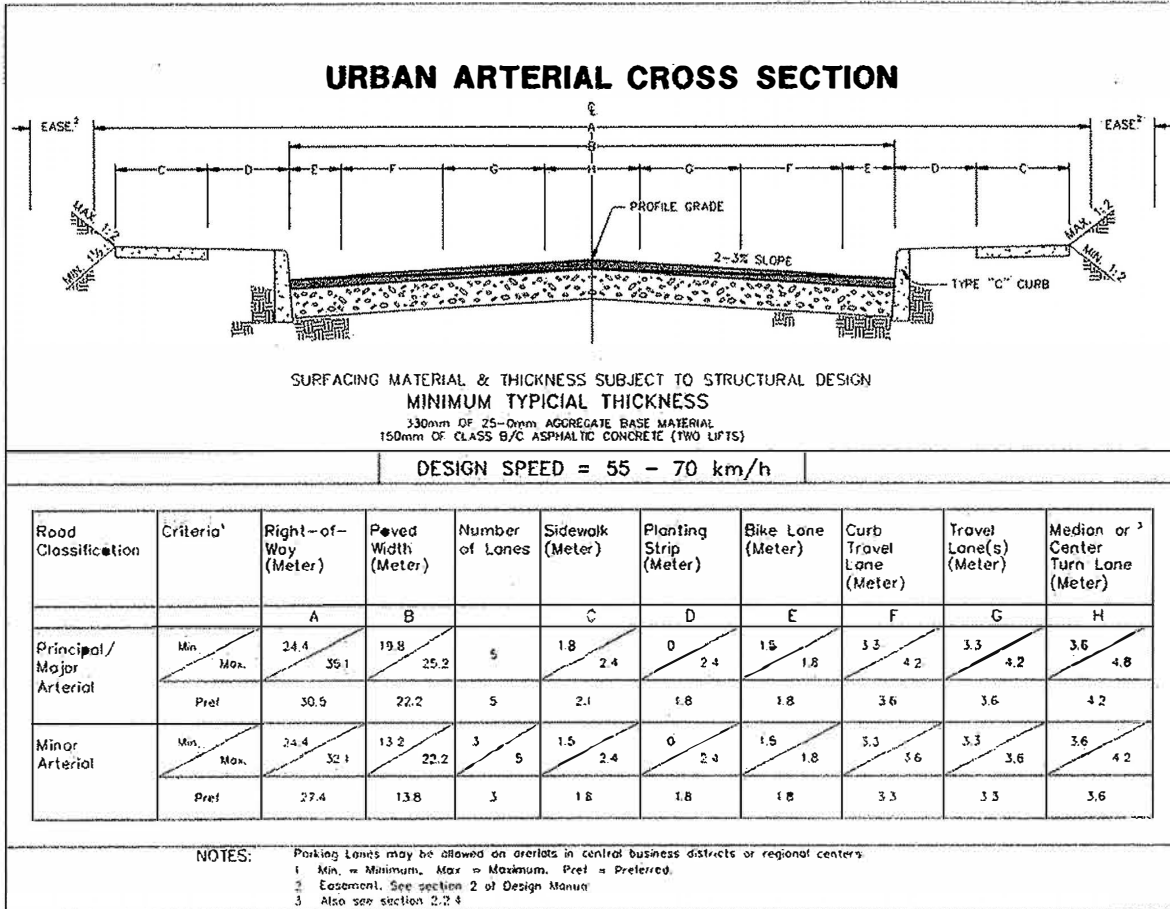 URBAN ARTERIAL CROSS SECTION
℄
EASE.² A EASE.²
B
C D E F G H G F E D C
PROFILE GRADE
MAX. 1:2 MAX. 1:2
2-3% SLOPE
MIN. MIN. 1:2
TYPE "C" CURB
SURFACING MATERIAL & THICKNESS SUBJECT TO STRUCTURAL DESIGN
MINIMUM TYPICIAL THICKNESS
330mm OF 25-0mm AGGREGATE BASE MATERIAL
150mm OF CLASS B/C ASPHALTIC CONCRETE (TWO LIFTS)
DESIGN SPEED = 55 - 70 km/h
Road Classification Criteria¹ Right-of-Way (Meter) Paved Width (Meter) Number of Lanes Sidewalk (Meter) Planting Strip (Meter) Bike Lane (Meter) Curb Travel Lane (Meter) Travel Lane(s) (Meter) Median or ³ Center Turn Lane (Meter)
A B C D E F G H
Principal/Major Arterial Min. Max. 24.4 19.8 25.2 5 1.8 2.4 0 2.4 1.5 1.8 3.3 4.2 3.3 4.2 3.6 4.8
Pref 30.5 22.2 5 2.1 1.8 1.8 3.6 3.6 4.2
Minor Arterial Min. Max. 24.4 32.1 13.2 22.2 3 5 1.5 2.4 0 2.4 1.5 1.8 3.3 3.6 3.3 3.6 3.6 4.2
Pref 27.4 13.8 3 1.8 1.8 1.8 3.3 3.3 3.6
NOTES: Parking Lanes may be allowed on arerials in central business districts or regional centers.
1 Min. = Minimum, Max = Maximum, Pref = Preferred.
2 Easement. See section 2 of Design Manual
3 Also see section 2.2.4